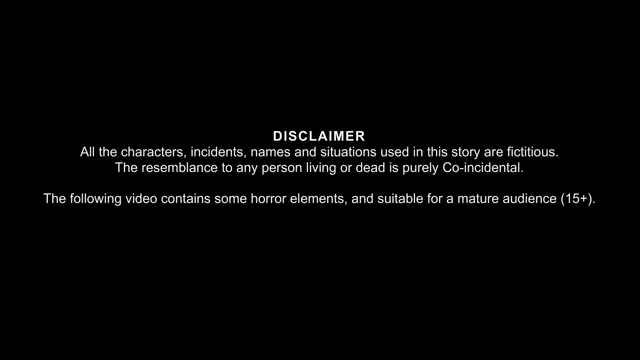 DISCLAIMER
All the characters, incidents, names and situations used in this story are fictitious.
The resemblance to any person living or dead is purely Co-incidental.
The following video contains some horror elements, and suitable for a mature audience (15+).